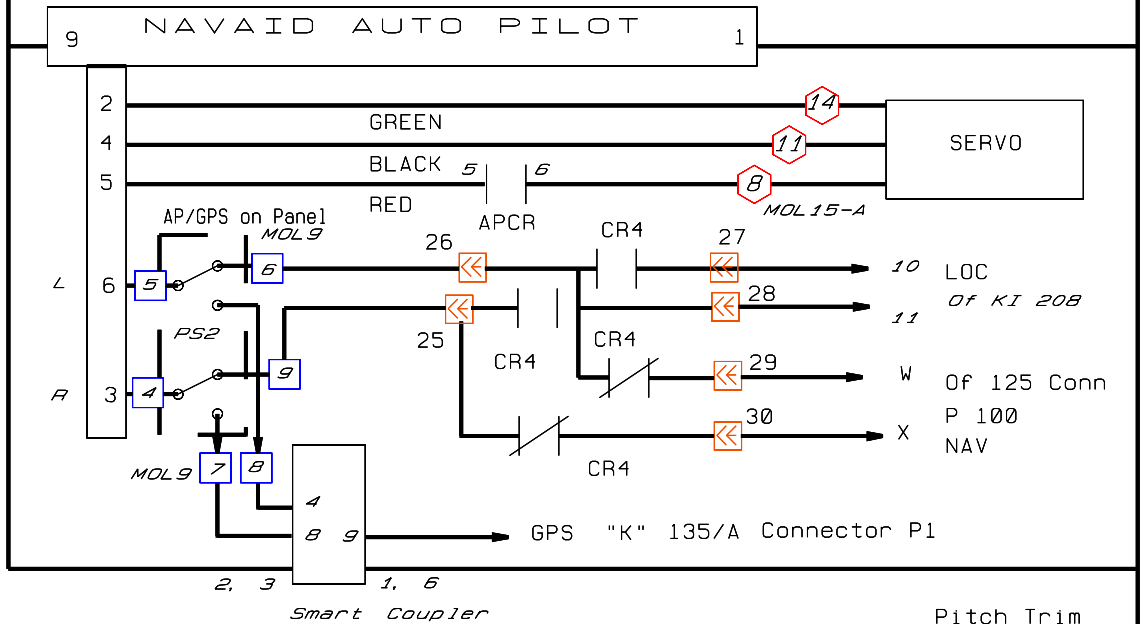 9 NAVAID AUTO PILOT 1
2 14
GREEN
4 11 SERVO
BLACK 5 6
5 8
RED APCR MOL15-A
AP/GPS on Panel
MOL9
26 CR4 27
L 6 5 6 10 LOC
Of KI 208
28
11
PS2
25 CR4 CR4
29
9 W Of 125 Conn
R 3 4
30 P 100
X NAV
MOL9 7 8 CR4
4
8 9 GPS "K" 135/A Connector P1
2, 3 1, 6
Smart Coupler
Pitch Trim